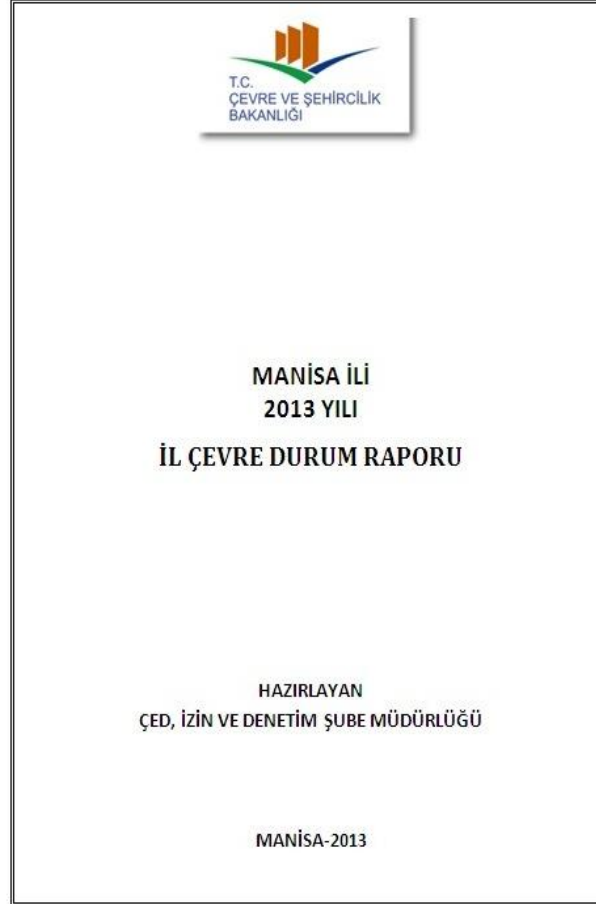 T.C.
ÇEVRE VE ŞEHİRCİLİK
BAKANLIĞI
MANİSA İLİ
2013 YILI
İL ÇEVRE DURUM RAPORU
HAZIRLAYAN
ÇED, İZİN VE DENETİM ŞUBE MÜDÜRLÜĞÜ
MANİSA-2013